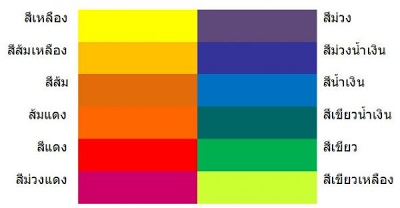 สีเหลือง สีม่วง
สีส้มเหลือง สีม่วงน้ำเงิน
สีส้ม สีน้ำเงิน
ส้มแดง สีเขียวน้ำเงิน
สีแดง สีเขียว
สีม่วงแดง สีเขียวเหลือง